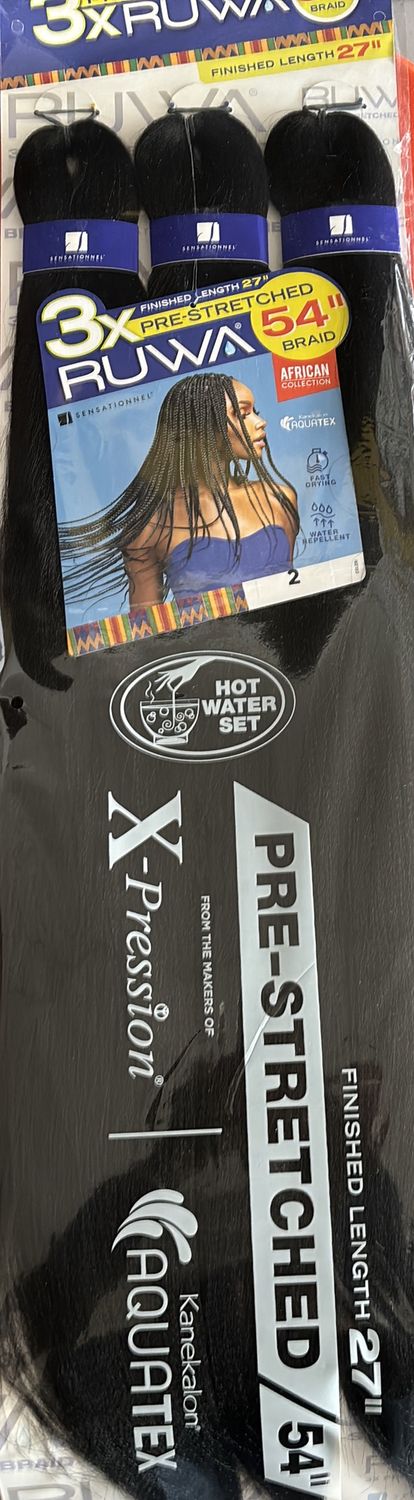 3X RUWA®
BRAID
FINISHED LENGTH 27"
RUWA®
SENSATIONNEL®
SENSATIONNEL®
SENSATIONNEL®
FINISHED LENGTH 27"
3X PRE-STRETCHED 54"
RUWA® BRAID
SENSATIONNEL®
AFRICAN
COLLECTION
Kanekalon
AQUATEX
FAST
DRYING
WATER
REPELLENT
2
HOT
WATER
SET
FROM THE MAKERS OF
X-Pression®
Kanekalon®
AQUATEX
PRE-STRETCHED 54"
FINISHED LENGTH 27"
BRAID